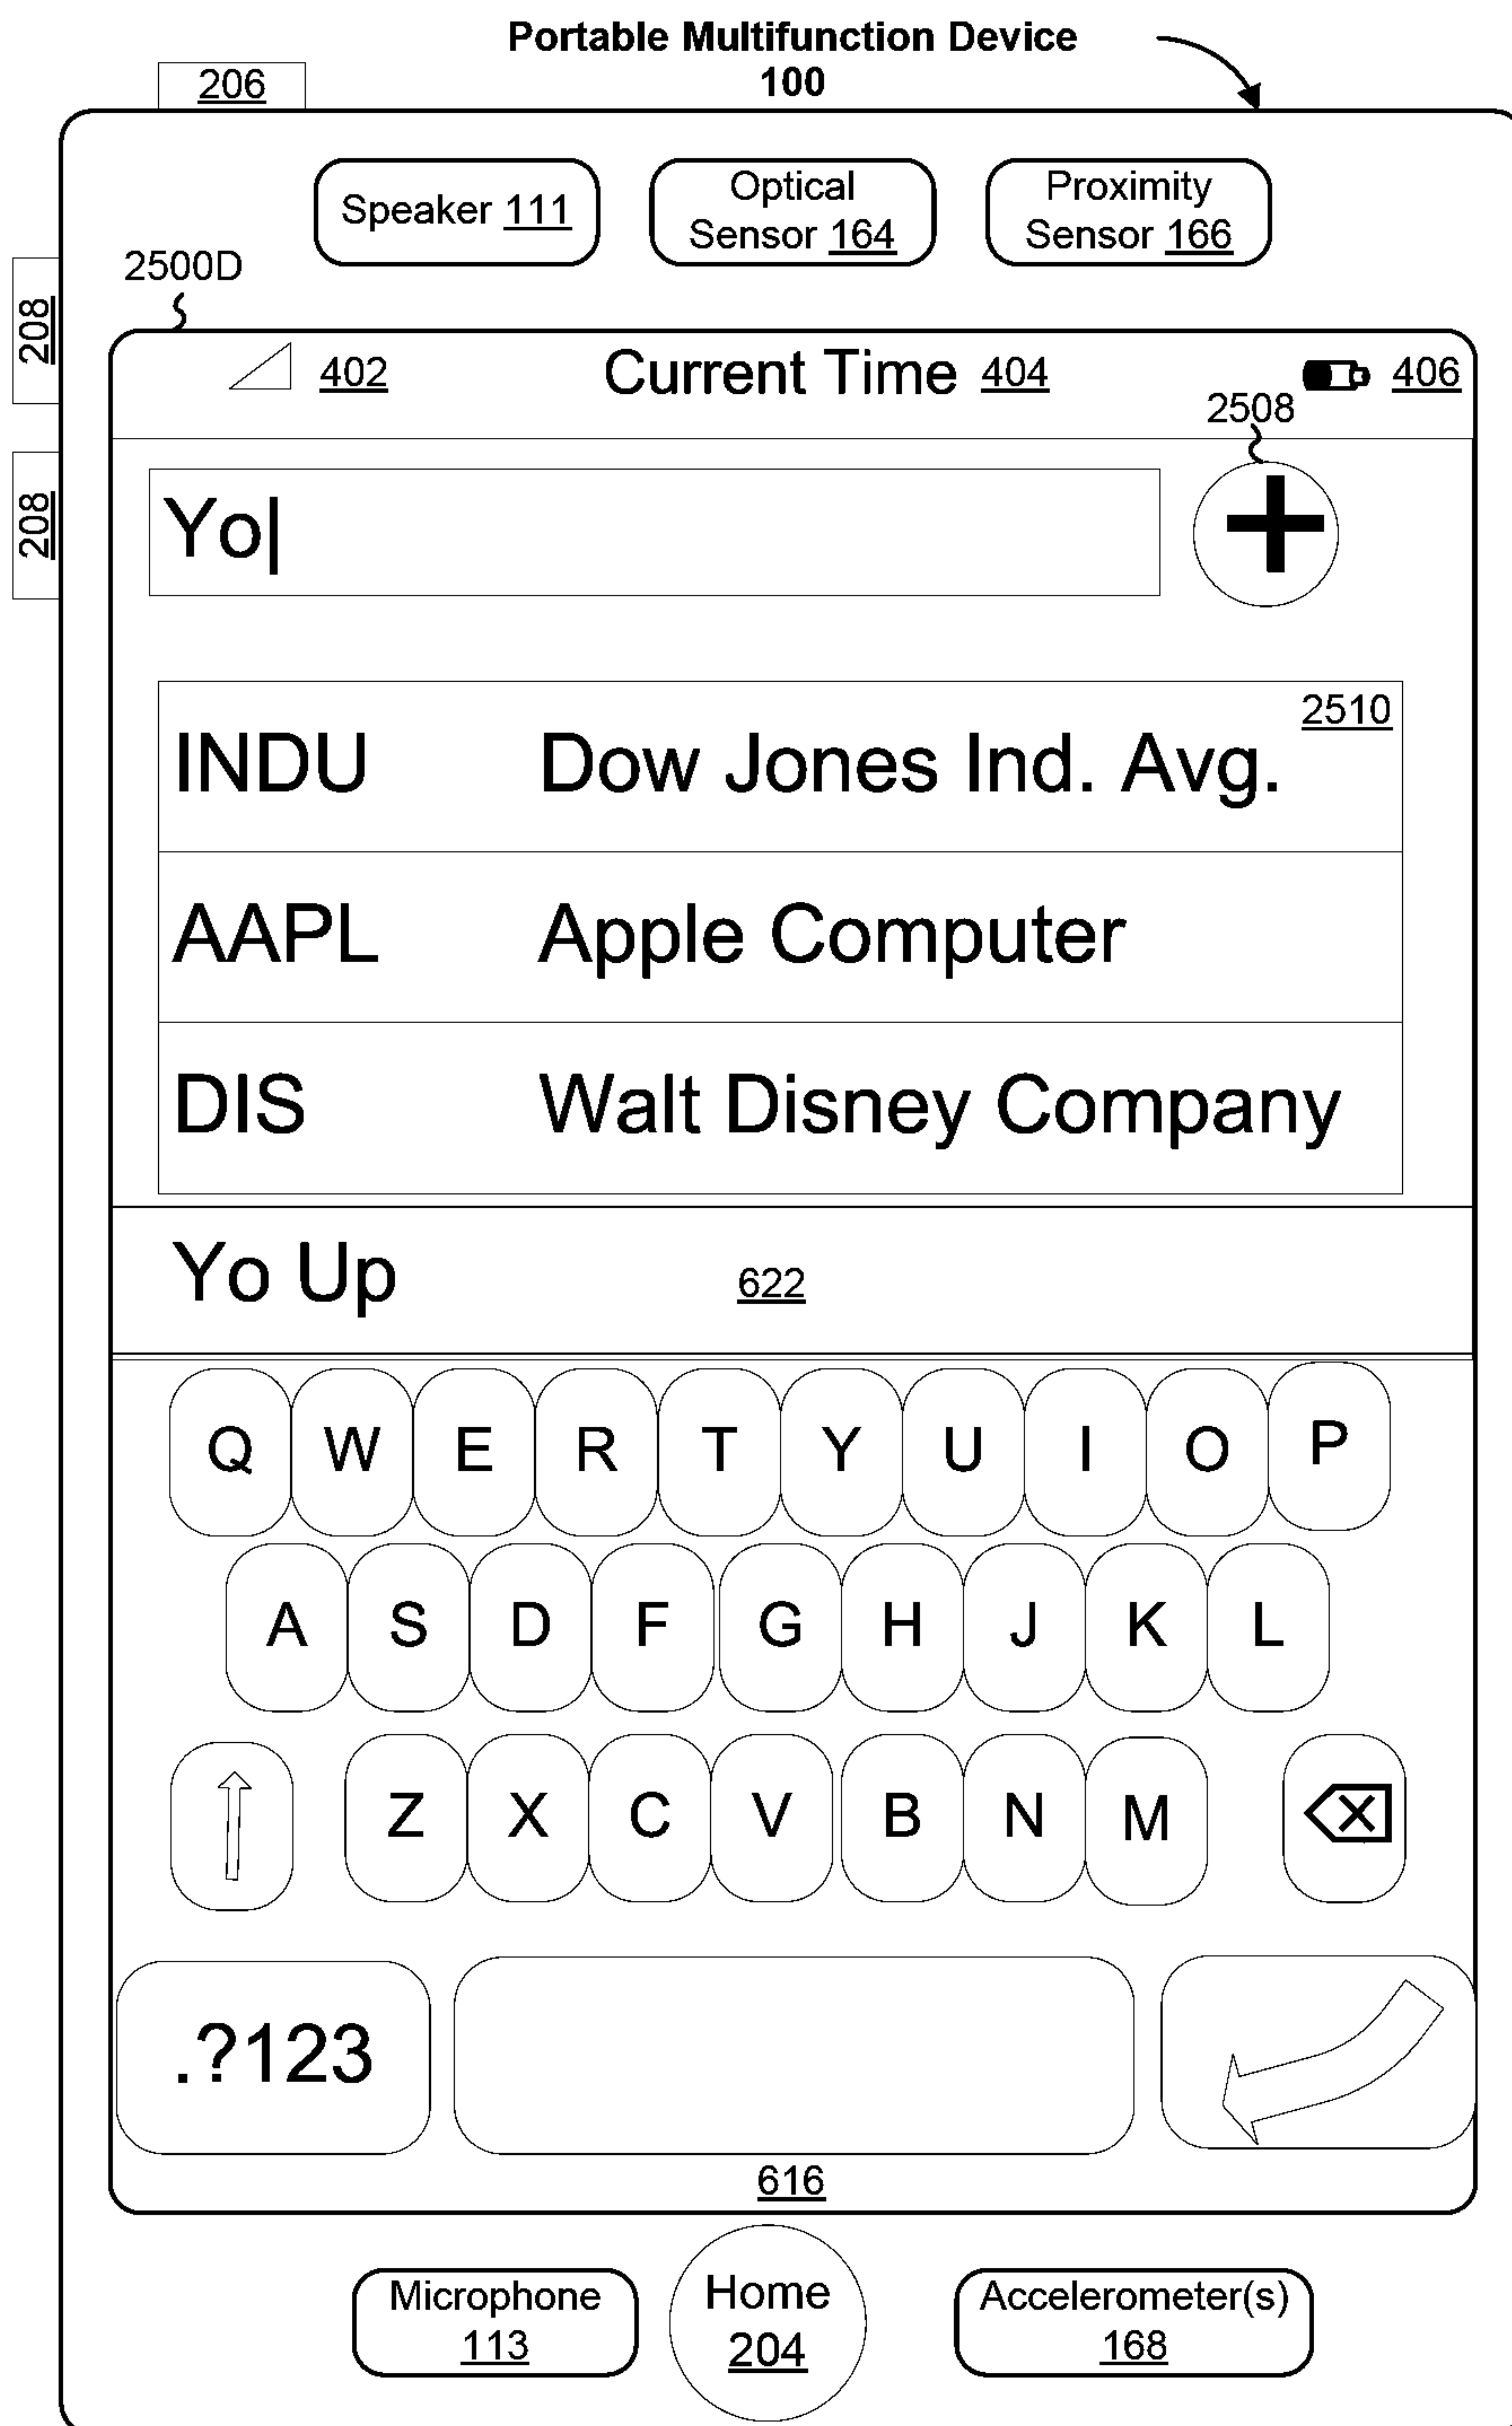 Portable Multifunction Device
100
206
Speaker 111
Optical
Sensor 164
Proximity
Sensor 166
2500D
208
402
Current Time 404
406
2508
208
Yo
2510
INDU Dow Jones Ind. Avg.
AAPL Apple Computer
DIS Walt Disney Company
Yo Up
622
Q W E R T Y U I O P
A S D F G H J K L
Z X C V B N M
.?123
616
Microphone
113
Home
204
Accelerometer(s)
168